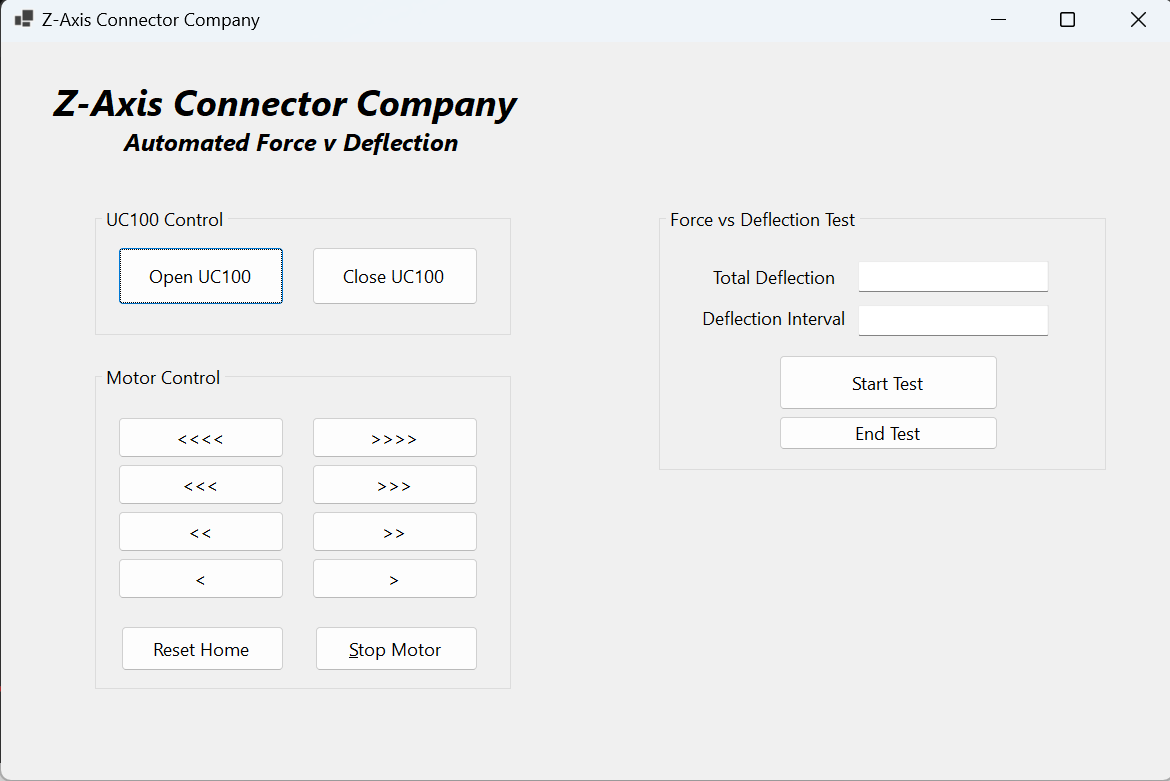 Z-Axis Connector Company
Z-Axis Connector Company
Automated Force v Deflection
UC100 Control
Open UC100
Close UC100
Motor Control
<<<<
>>>>
<<<
>>>
<<
>>
<
>
Reset Home
Stop Motor
Force vs Deflection Test
Total Deflection
Deflection Interval
Start Test
End Test